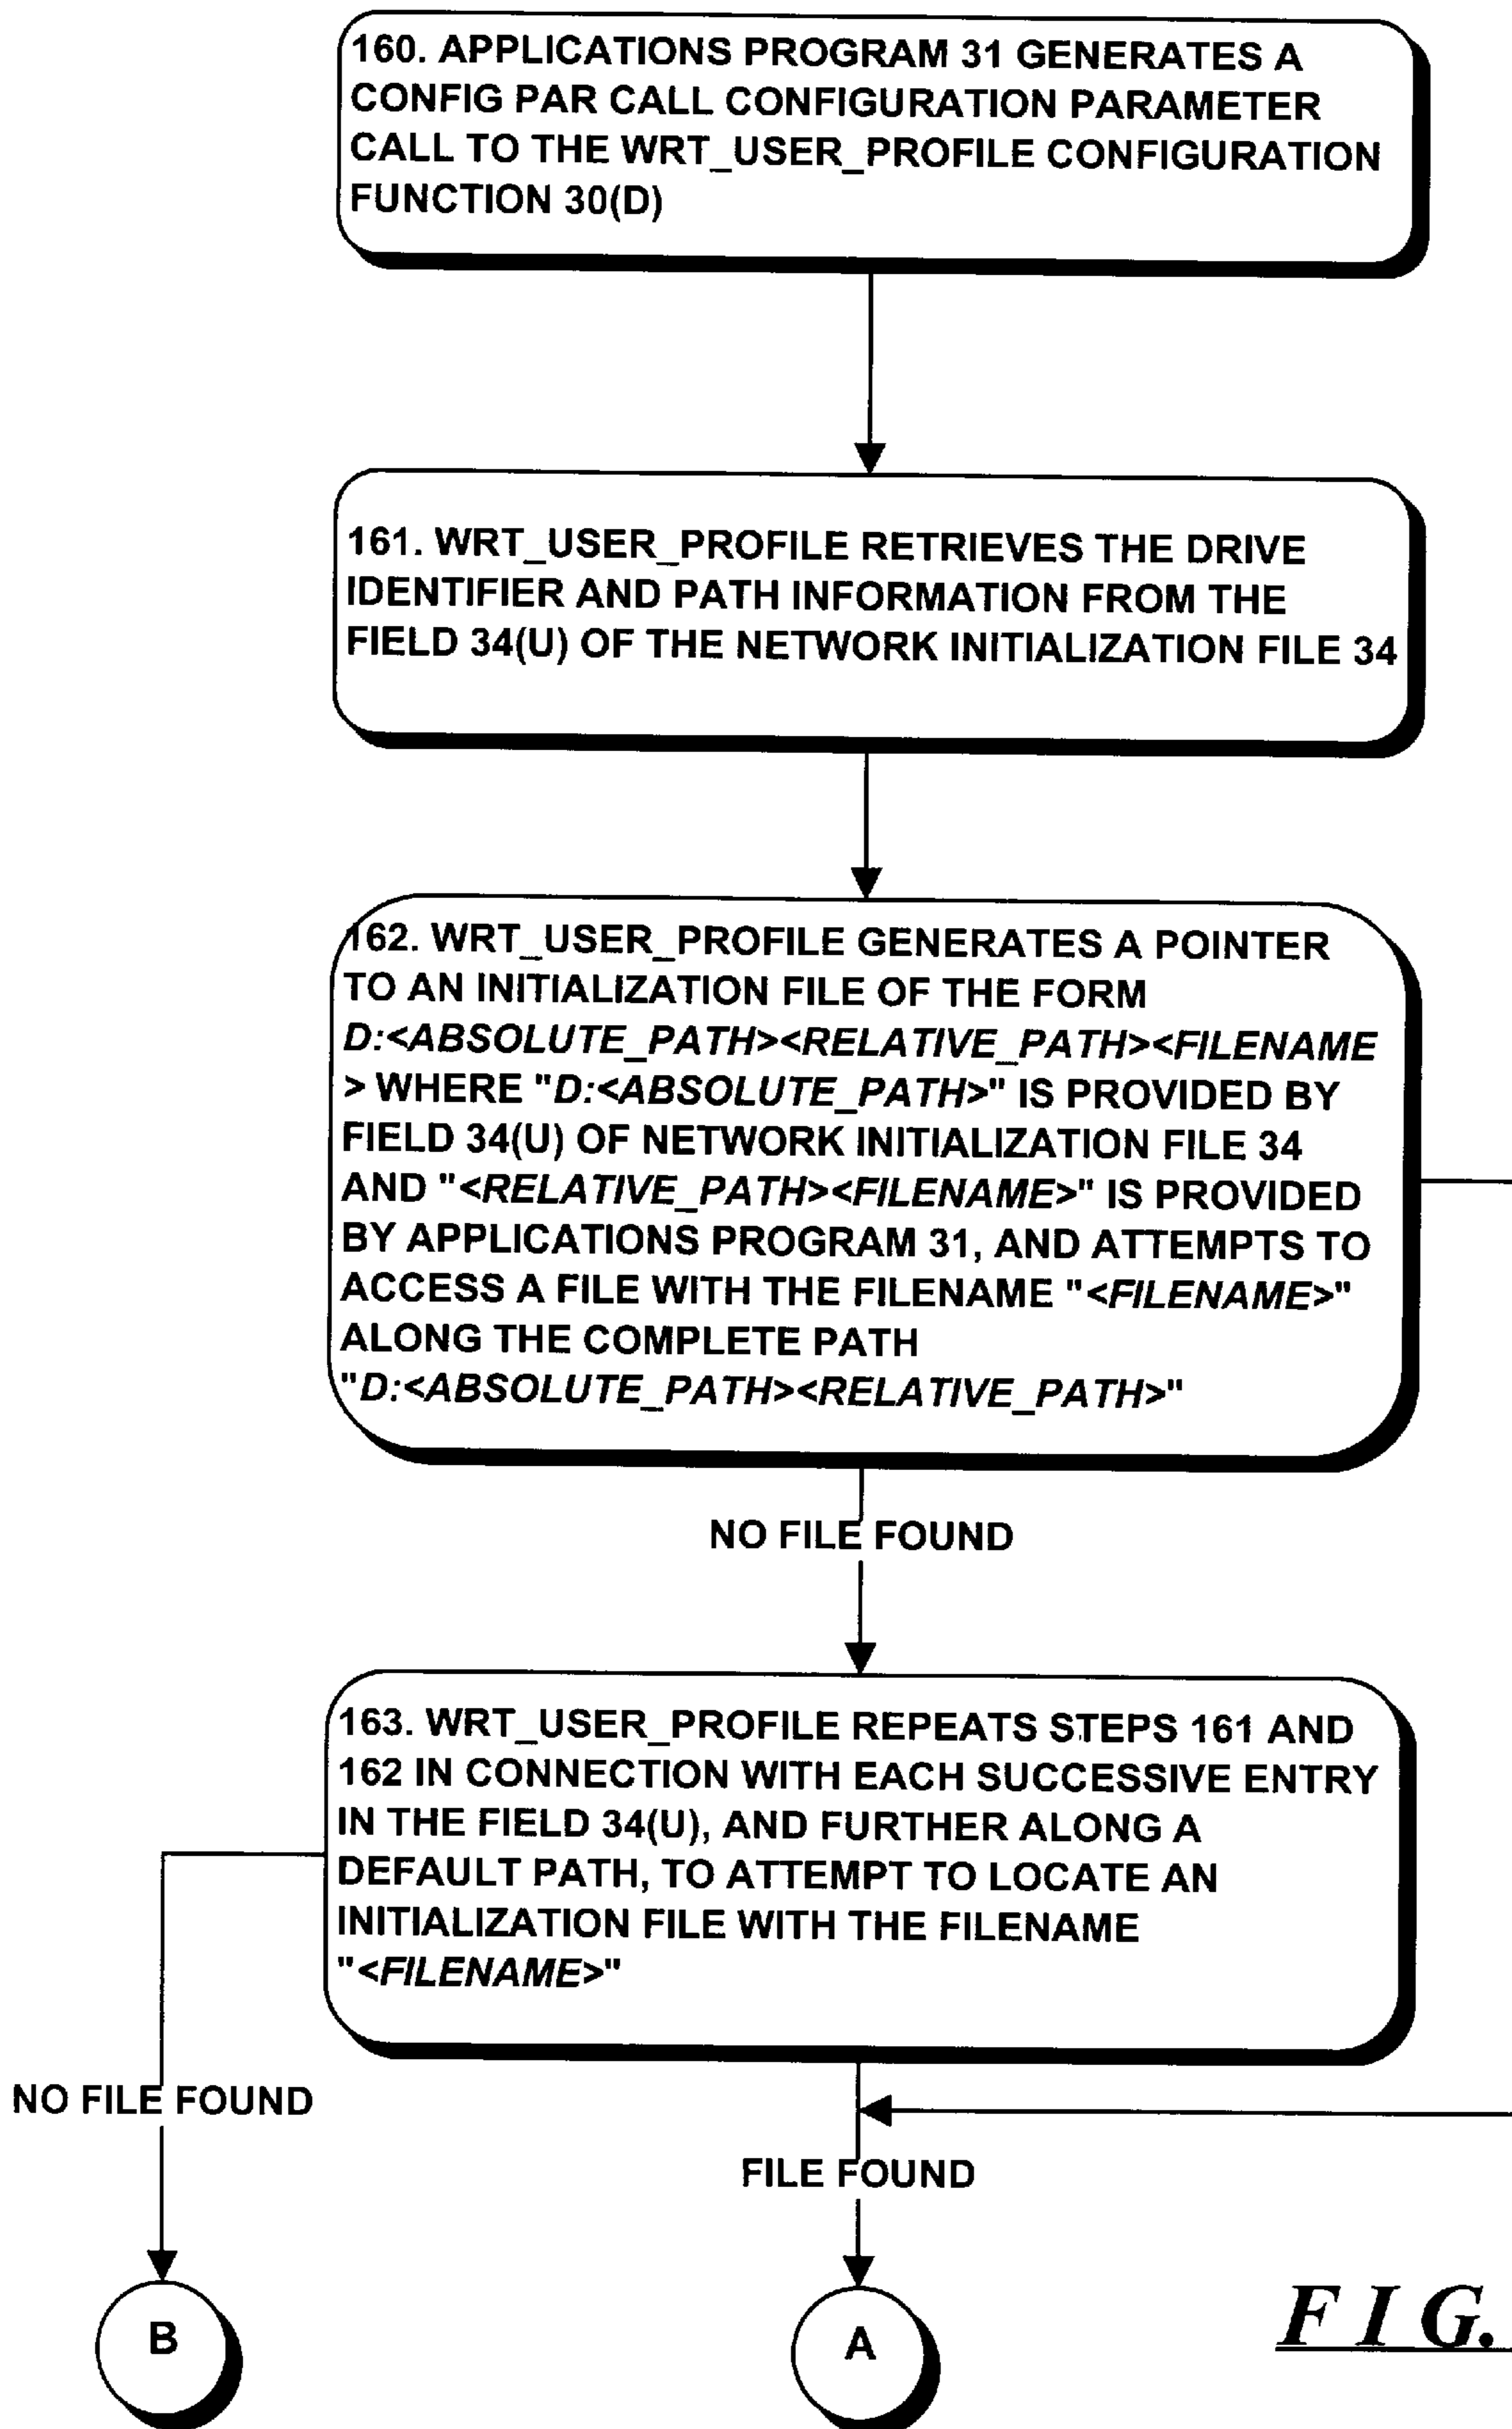 160. APPLICATIONS PROGRAM 31 GENERATES A
CONFIG PAR CALL CONFIGURATION PARAMETER
CALL TO THE WRT_USER_PROFILE CONFIGURATION
FUNCTION 30(D)
161. WRT_USER_PROFILE RETRIEVES THE DRIVE
IDENTIFIER AND PATH INFORMATION FROM THE
FIELD 34(U) OF THE NETWORK INITIALIZATION FILE 34
162. WRT_USER_PROFILE GENERATES A POINTER
TO AN INITIALIZATION FILE OF THE FORM
D:<ABSOLUTE_PATH><RELATIVE_PATH><FILENAME
> WHERE "D:<ABSOLUTE_PATH>" IS PROVIDED BY
FIELD 34(U) OF NETWORK INITIALIZATION FILE 34
AND "<RELATIVE_PATH><FILENAME>" IS PROVIDED
BY APPLICATIONS PROGRAM 31, AND ATTEMPTS TO
ACCESS A FILE WITH THE FILENAME "<FILENAME>"
ALONG THE COMPLETE PATH
"D:<ABSOLUTE_PATH><RELATIVE_PATH>"
NO FILE FOUND
163. WRT_USER_PROFILE REPEATS STEPS 161 AND
162 IN CONNECTION WITH EACH SUCCESSIVE ENTRY
IN THE FIELD 34(U), AND FURTHER ALONG A
DEFAULT PATH, TO ATTEMPT TO LOCATE AN
INITIALIZATION FILE WITH THE FILENAME
"<FILENAME>"
NO FILE FOUND
FILE FOUND
B
A
FIG.